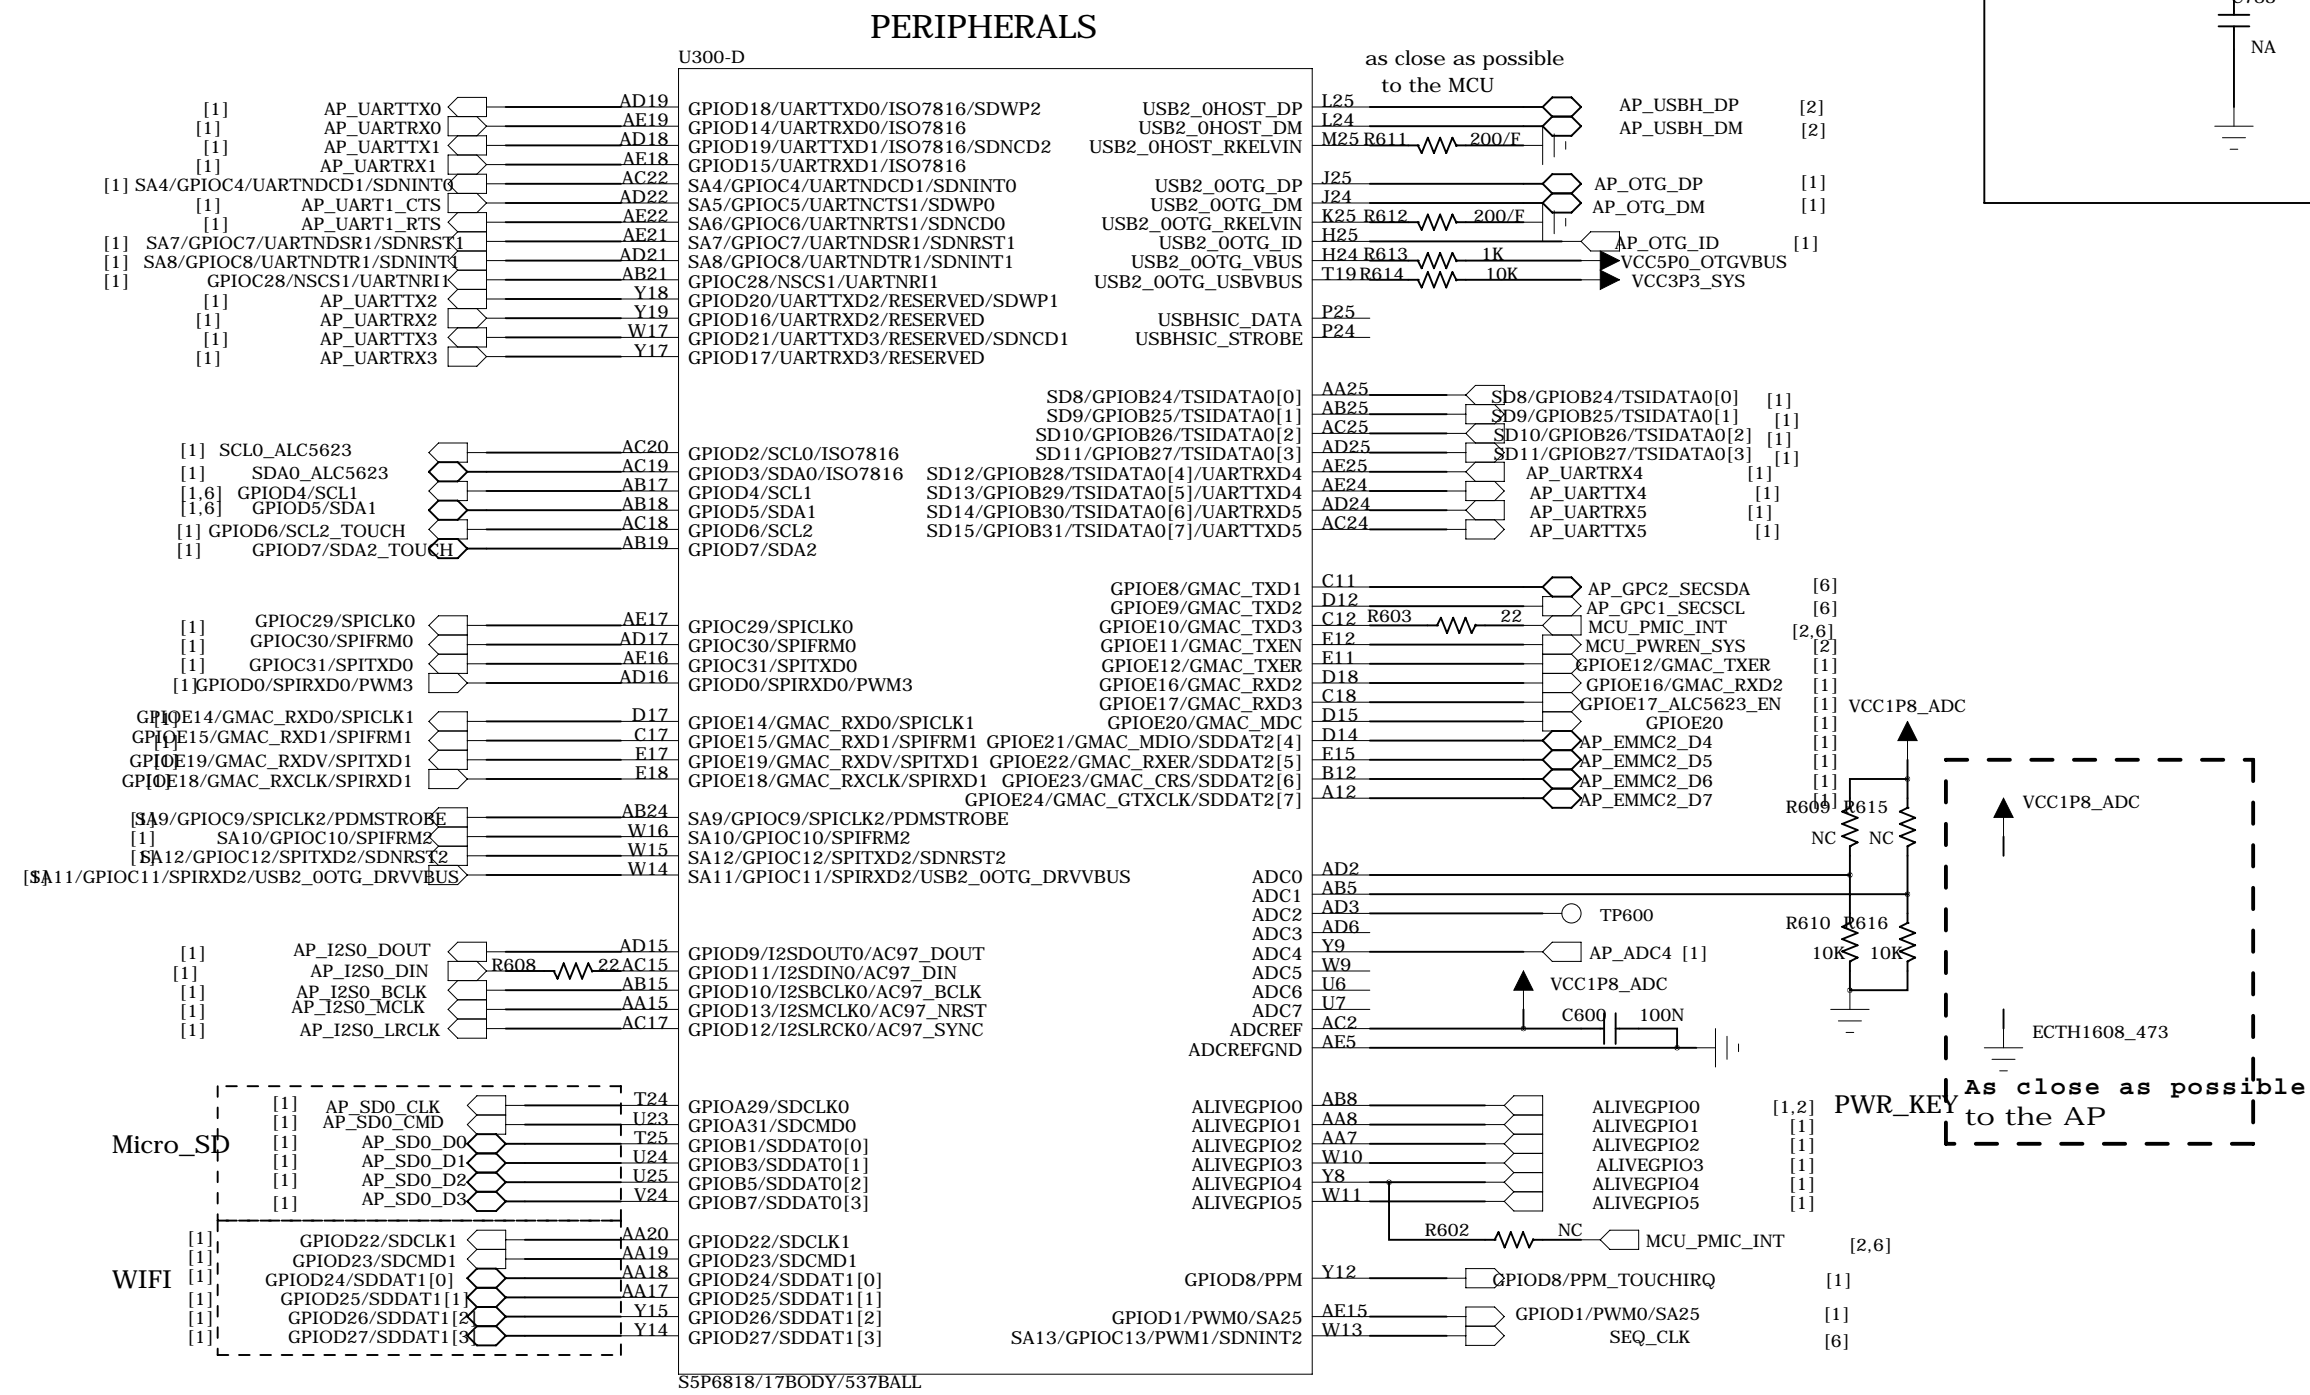 PERIPHERALS
C783
NA
U300-D
as close as possible
to the MCU
[1] AP_UARTTX0 AD19 GPIOD18/UARTTXD0/ISO7816/SDWP2
[1] AP_UARTRX0 AE19 GPIOD14/UARTRXD0/ISO7816
[1] AP_UARTTX1 AD18 GPIOD19/UARTTXD1/ISO7816/SDNCD2
[1] AP_UARTRX1 AE18 GPIOD15/UARTRXD1/ISO7816
[1] SA4/GPIOC4/UARTNDCD1/SDNINT0 AC22 SA4/GPIOC4/UARTNDCD1/SDNINT0
[1] AP_UART1_CTS AD22 SA5/GPIOC5/UARTNCTS1/SDWP0
[1] AP_UART1_RTS AE22 SA6/GPIOC6/UARTNRTS1/SDNCD0
[1] SA7/GPIOC7/UARTNDSR1/SDNRST1 AE21 SA7/GPIOC7/UARTNDSR1/SDNRST1
[1] SA8/GPIOC8/UARTNDTR1/SDNINT1 AD21 SA8/GPIOC8/UARTNDTR1/SDNINT1
[1] GPIOC28/NSCS1/UARTNRI1 AB21 GPIOC28/NSCS1/UARTNRI1
[1] AP_UARTTX2 Y18 GPIOD20/UARTTXD2/RESERVED/SDWP1
[1] AP_UARTRX2 Y19 GPIOD16/UARTRXD2/RESERVED
[1] AP_UARTTX3 W17 GPIOD21/UARTTXD3/RESERVED/SDNCD1
[1] AP_UARTRX3 Y17 GPIOD17/UARTRXD3/RESERVED
[1] SCL0_ALC5623 AC20 GPIOD2/SCL0/ISO7816
[1] SDA0_ALC5623 AC19 GPIOD3/SDA0/ISO7816
[1,6] GPIOD4/SCL1 AB17 GPIOD4/SCL1
[1,6] GPIOD5/SDA1 AB18 GPIOD5/SDA1
[1] GPIOD6/SCL2_TOUCH AC18 GPIOD6/SCL2
[1] GPIOD7/SDA2_TOUCH AB19 GPIOD7/SDA2
[1] GPIOC29/SPICLK0 AE17 GPIOC29/SPICLK0
[1] GPIOC30/SPIFRM0 AD17 GPIOC30/SPIFRM0
[1] GPIOC31/SPITXD0 AE16 GPIOC31/SPITXD0
[1] GPIOD0/SPIRXD0/PWM3 AD16 GPIOD0/SPIRXD0/PWM3
[1] GPIOE14/GMAC_RXD0/SPICLK1 D17 GPIOE14/GMAC_RXD0/SPICLK1
[1] GPIOE15/GMAC_RXD1/SPIFRM1 C17 GPIOE15/GMAC_RXD1/SPIFRM1
[1] GPIOE19/GMAC_RXDV/SPITXD1 E17 GPIOE19/GMAC_RXDV/SPITXD1
[1] GPIOE18/GMAC_RXCLK/SPIRXD1 E18 GPIOE18/GMAC_RXCLK/SPIRXD1
[1] SA9/GPIOC9/SPICLK2/PDMSTROBE AB24 SA9/GPIOC9/SPICLK2/PDMSTROBE
[1] SA10/GPIOC10/SPIFRM2 W16 SA10/GPIOC10/SPIFRM2
[1] SA12/GPIOC12/SPITXD2/SDNRST2 W15 SA12/GPIOC12/SPITXD2/SDNRST2
[1] SA11/GPIOC11/SPIRXD2/USB2_0OTG_DRVVBUS W14 SA11/GPIOC11/SPIRXD2/USB2_0OTG_DRVVBUS
[1] AP_I2S0_DOUT AD15 GPIOD9/I2SDOUT0/AC97_DOUT
[1] AP_I2S0_DIN R608 22 AC15 GPIOD11/I2SDIN0/AC97_DIN
[1] AP_I2S0_BCLK AB15 GPIOD10/I2SBCLK0/AC97_BCLK
[1] AP_I2S0_MCLK AA15 GPIOD13/I2SMCLK0/AC97_NRST
[1] AP_I2S0_LRCLK AC17 GPIOD12/I2SLRCK0/AC97_SYNC
Micro_SD
[1] AP_SD0_CLK T24 GPIOA29/SDCLK0
[1] AP_SD0_CMD U23 GPIOA31/SDCMD0
[1] AP_SD0_D0 T25 GPIOB1/SDDAT0[0]
[1] AP_SD0_D1 U24 GPIOB3/SDDAT0[1]
[1] AP_SD0_D2 U25 GPIOB5/SDDAT0[2]
[1] AP_SD0_D3 V24 GPIOB7/SDDAT0[3]
WIFI
[1] GPIOD22/SDCLK1 AA20 GPIOD22/SDCLK1
[1] GPIOD23/SDCMD1 AA19 GPIOD23/SDCMD1
[1] GPIOD24/SDDAT1[0] AA18 GPIOD24/SDDAT1[0]
[1] GPIOD25/SDDAT1[1] AA17 GPIOD25/SDDAT1[1]
[1] GPIOD26/SDDAT1[2] Y15 GPIOD26/SDDAT1[2]
[1] GPIOD27/SDDAT1[3] Y14 GPIOD27/SDDAT1[3]
USB2_0HOST_DP L25 AP_USBH_DP [2]
USB2_0HOST_DM L24 AP_USBH_DM [2]
USB2_0HOST_RKELVIN M25 R611 200/F
USB2_0OTG_DP J25 AP_OTG_DP [1]
USB2_0OTG_DM J24 AP_OTG_DM [1]
USB2_0OTG_RKELVIN K25 R612 200/F
USB2_0OTG_ID H25 AP_OTG_ID [1]
USB2_0OTG_VBUS H24 R613 1K VCC5P0_OTGVBUS
USB2_0OTG_USBVBUS T19 R614 10K VCC3P3_SYS
USBHSIC_DATA P25
USBHSIC_STROBE P24
SD8/GPIOB24/TSIDATA0[0] AA25 SD8/GPIOB24/TSIDATA0[0] [1]
SD9/GPIOB25/TSIDATA0[1] AB25 SD9/GPIOB25/TSIDATA0[1] [1]
SD10/GPIOB26/TSIDATA0[2] AC25 SD10/GPIOB26/TSIDATA0[2] [1]
SD11/GPIOB27/TSIDATA0[3] AD25 SD11/GPIOB27/TSIDATA0[3] [1]
SD12/GPIOB28/TSIDATA0[4]/UARTRXD4 AE25 AP_UARTRX4 [1]
SD13/GPIOB29/TSIDATA0[5]/UARTTXD4 AE24 AP_UARTTX4 [1]
SD14/GPIOB30/TSIDATA0[6]/UARTRXD5 AD24 AP_UARTRX5 [1]
SD15/GPIOB31/TSIDATA0[7]/UARTTXD5 AC24 AP_UARTTX5 [1]
GPIOE8/GMAC_TXD1 C11 AP_GPC2_SECSDA [6]
GPIOE9/GMAC_TXD2 D12 AP_GPC1_SECSCL [6]
GPIOE10/GMAC_TXD3 C12 R603 22 MCU_PMIC_INT [2,6]
GPIOE11/GMAC_TXEN E12 MCU_PWREN_SYS [2]
GPIOE12/GMAC_TXER E11 GPIOE12/GMAC_TXER [1]
GPIOE16/GMAC_RXD2 D18 GPIOE16/GMAC_RXD2 [1]
GPIOE17/GMAC_RXD3 C18 GPIOE17_ALC5623_EN [1]
GPIOE20/GMAC_MDC D15 GPIOE20 [1]
GPIOE21/GMAC_MDIO/SDDAT2[4] D14 AP_EMMC2_D4 [1]
GPIOE22/GMAC_RXER/SDDAT2[5] E15 AP_EMMC2_D5 [1]
GPIOE23/GMAC_CRS/SDDAT2[6] B12 AP_EMMC2_D6 [1]
GPIOE24/GMAC_GTXCLK/SDDAT2[7] A12 AP_EMMC2_D7 [1]
VCC1P8_ADC
R609 R615
NC NC
VCC1P8_ADC
ADC0 AD2
ADC1 AB5
ADC2 AD3 TP600
ADC3 AD6
R610 R616
10K 10K
ADC4 Y9 AP_ADC4 [1]
ADC5 W9
ADC6 U6 VCC1P8_ADC
ADC7 U7
ADCREF AC2 C600 100N
ADCREFGND AE5
ECTH1608_473
As close as possible
to the AP
ALIVEGPIO0 AB8 ALIVEGPIO0 [1,2] PWR_KEY
ALIVEGPIO1 AA8 ALIVEGPIO1 [1]
ALIVEGPIO2 AA7 ALIVEGPIO2 [1]
ALIVEGPIO3 W10 ALIVEGPIO3 [1]
ALIVEGPIO4 Y8 ALIVEGPIO4 [1]
ALIVEGPIO5 W11 ALIVEGPIO5 [1]
R602 NC MCU_PMIC_INT [2,6]
GPIOD8/PPM Y12 GPIOD8/PPM_TOUCHIRQ [1]
GPIOD1/PWM0/SA25 AE15 GPIOD1/PWM0/SA25 [1]
SA13/GPIOC13/PWM1/SDNINT2 W13 SEQ_CLK [6]
S5P6818/17BODY/537BALL